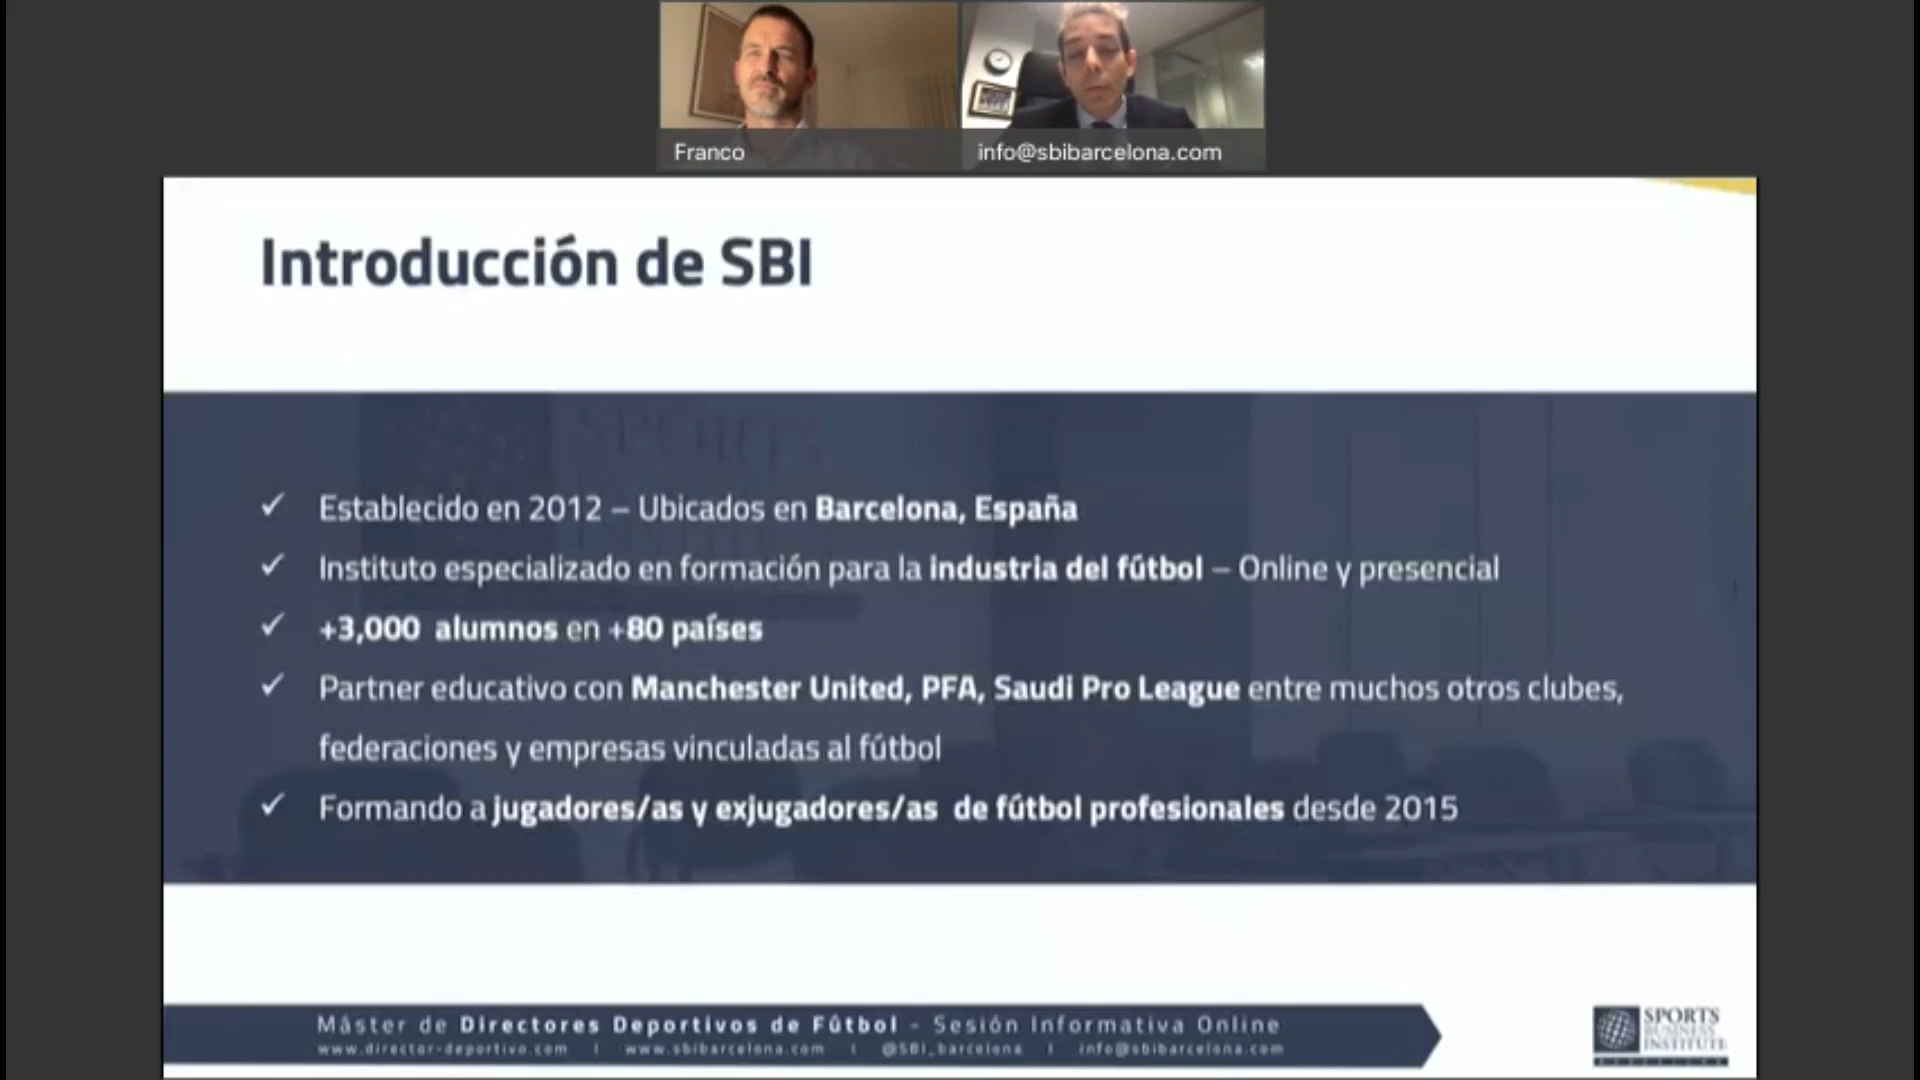 Franco
info@sbibarcelona.com
Introducción de SBI
✓ Establecido en 2012 – Ubicados en Barcelona, España
✓ Instituto especializado en formación para la industria del fútbol – Online y presencial
✓ +3,000 alumnos en +80 países
✓ Partner educativo con Manchester United, PFA, Saudi Pro League entre muchos otros clubes,
federaciones y empresas vinculadas al fútbol
✓ Formando a jugadores/as y exjugadores/as de fútbol profesionales desde 2015
Máster de Directores Deportivos de Fútbol - Sesión Informativa Online
www.director-deportivo.com | www.sbibarcelona.com | @SBI_barcelona | info@sbibarcelona.com
SPORTS
BUSINESS
INSTITUTE
BARCELONA